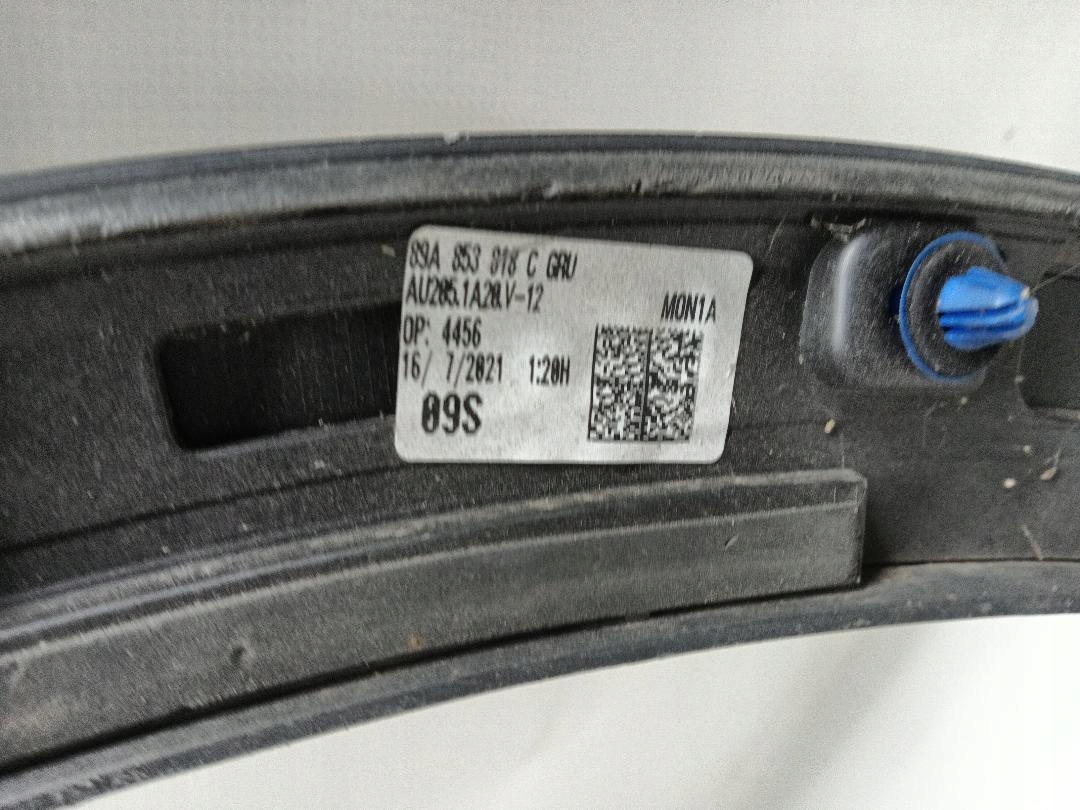 89A 853 818 C GRU
AU205.1A20.V-12
MON1A
OP: 4456
16/ 7/2021 1:20H
09S